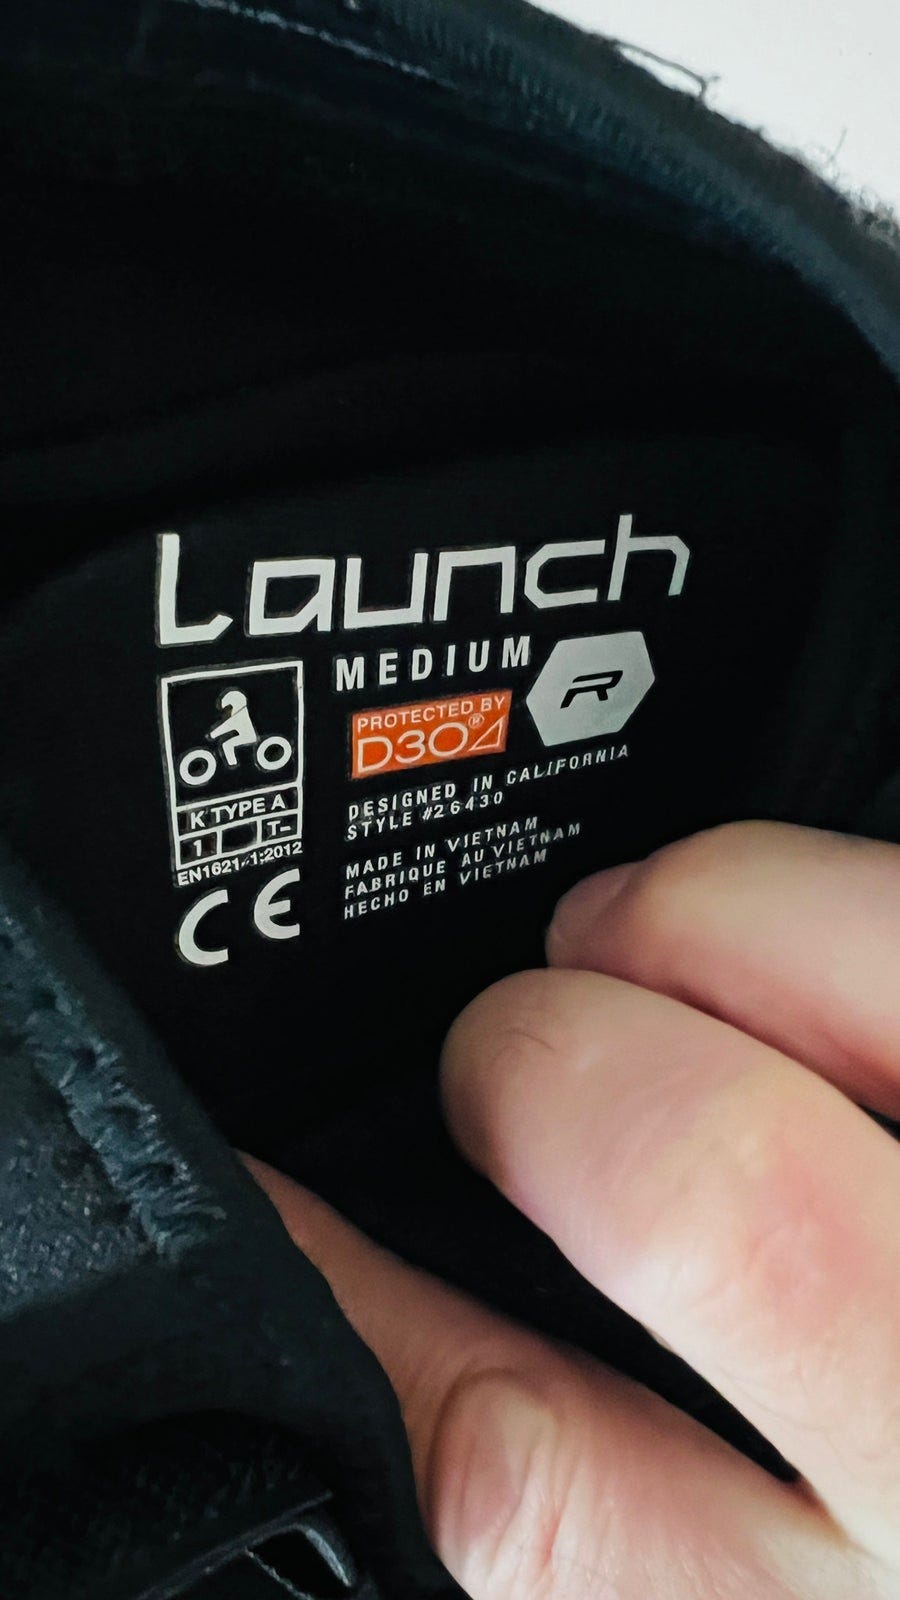 Launch
MEDIUM
R
PROTECTED BY
D3O®
K TYPE A
1 T-
EN1621-1:2012
CE
DESIGNED IN CALIFORNIA
STYLE #26430
MADE IN VIETNAM
FABRIQUE AU VIETNAM
HECHO EN VIETNAM